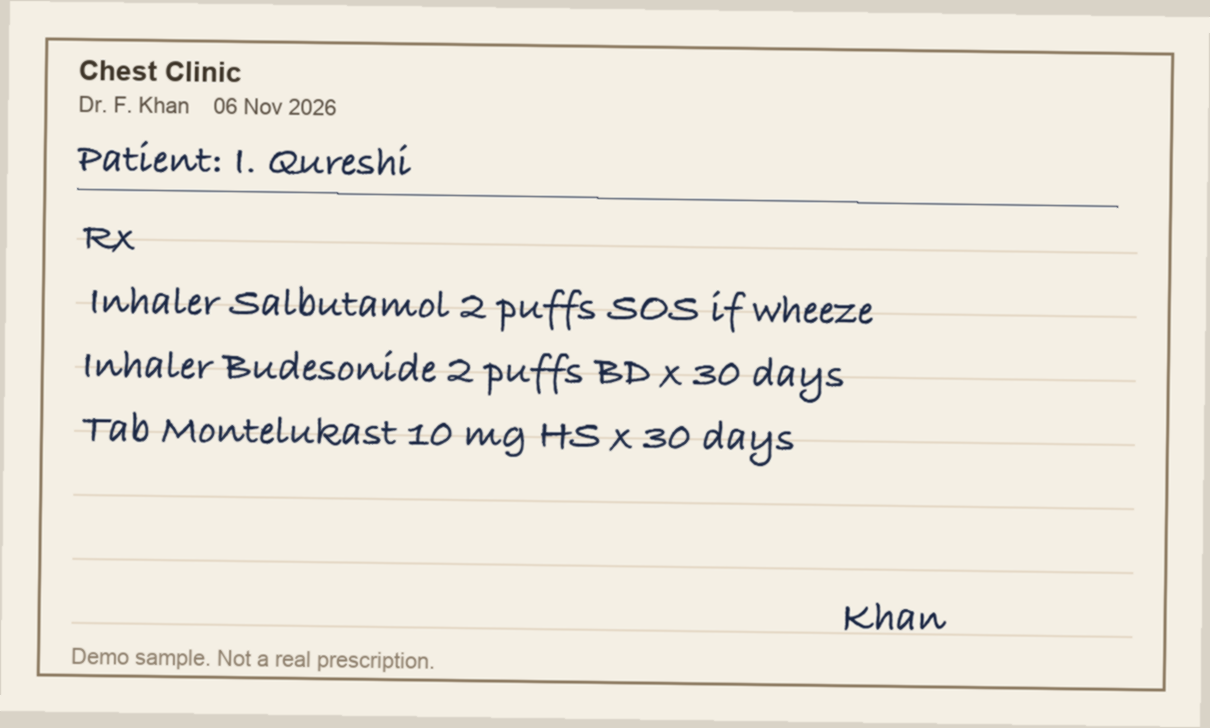 Chest Clinic
Dr. F. Khan 06 Nov 2026
Patient: I. Qureshi
Rx
Inhaler Salbutamol 2 puffs SOS if wheeze
Inhaler Budesonide 2 puffs BD x 30 days
Tab Montelukast 10 mg HS x 30 days
Khan
Demo sample. Not a real prescription.